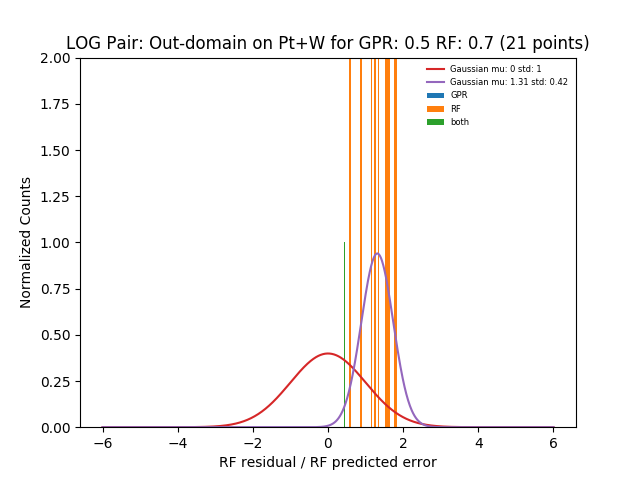 LOG Pair: Out-domain on Pt+W for GPR: 0.5 RF: 0.7 (21 points)
Normalized Counts
2.00
1.75
1.50
1.25
1.00
0.75
0.50
0.25
0.00
Gaussian mu: 0 std: 1
Gaussian mu: 1.31 std: 0.42
GPR
RF
both
−6
−4
−2
0
2
4
6
RF residual / RF predicted error